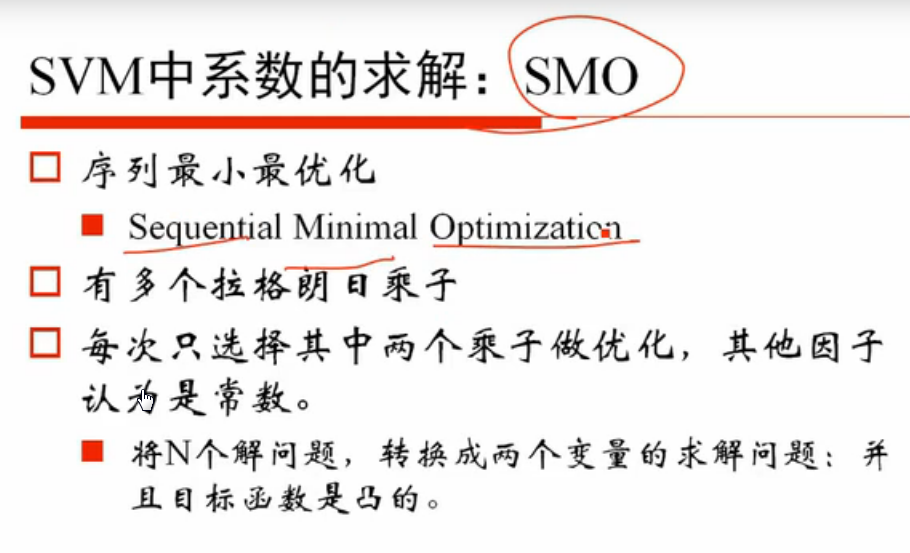 SVM中系数的求解：SMO
序列最小最优化
Sequential Minimal Optimization
有多个拉格朗日乘子
每次只选择其中两个乘子做优化，其他因子
认为是常数。
将N个解问题，转换成两个变量的求解问题：并
且目标函数是凸的。